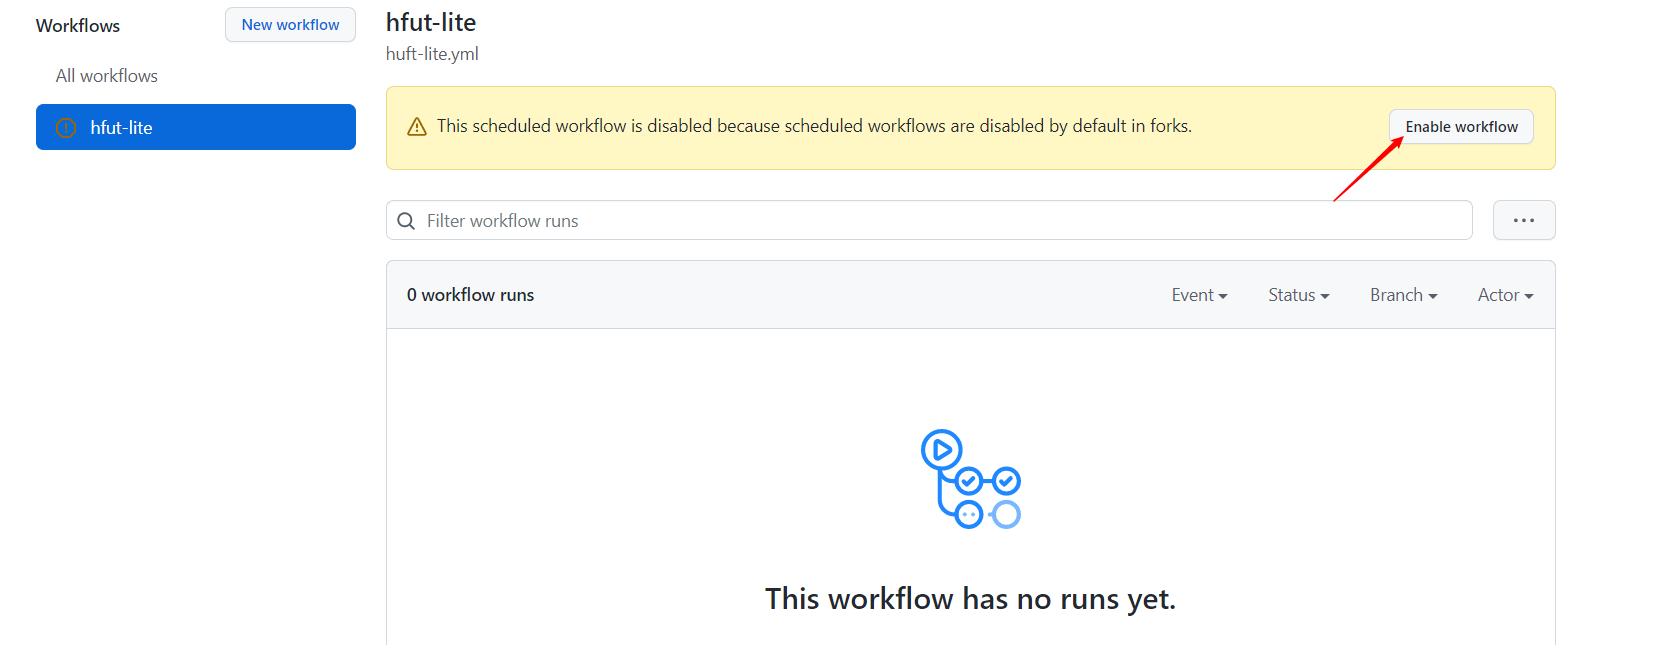 Workflows
New workflow
All workflows
hfut-lite
hfut-lite
huft-lite.yml
This scheduled workflow is disabled because scheduled workflows are disabled by default in forks.
Enable workflow
Filter workflow runs
...
0 workflow runs
Event
Status
Branch
Actor
This workflow has no runs yet.